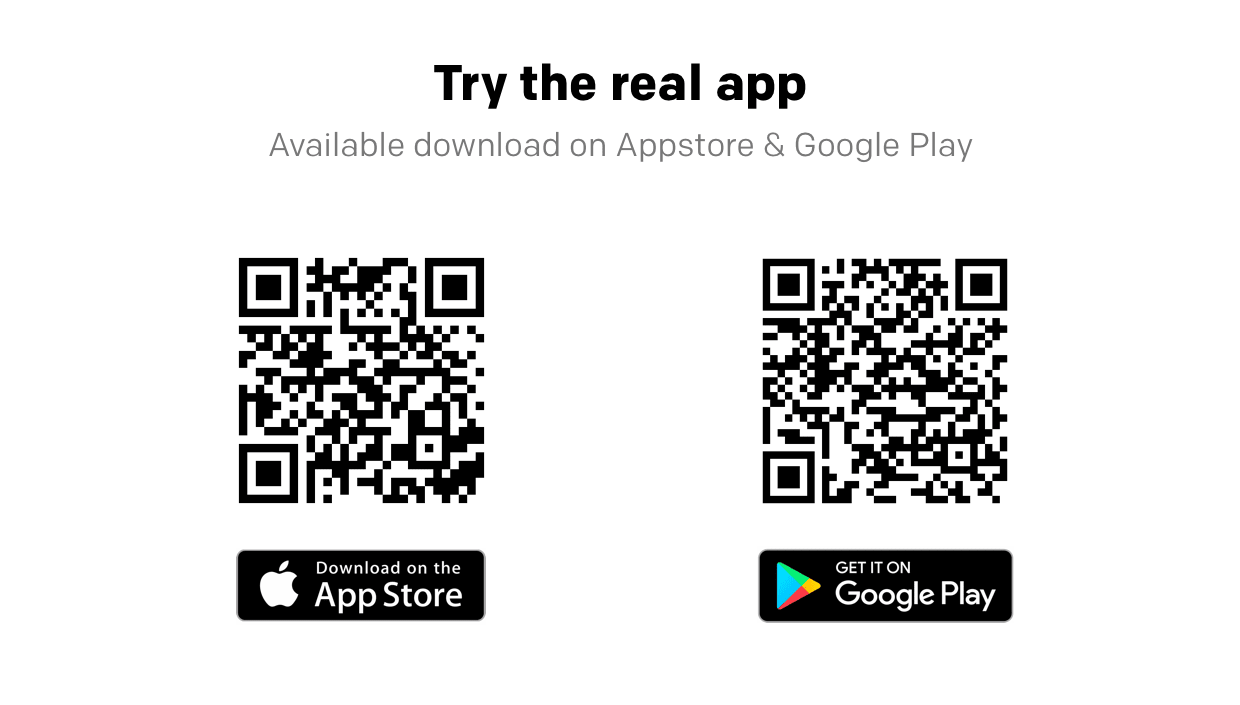 Try the real app
Available download on Appstore & Google Play
Download on the
App Store
GET IT ON
Google Play